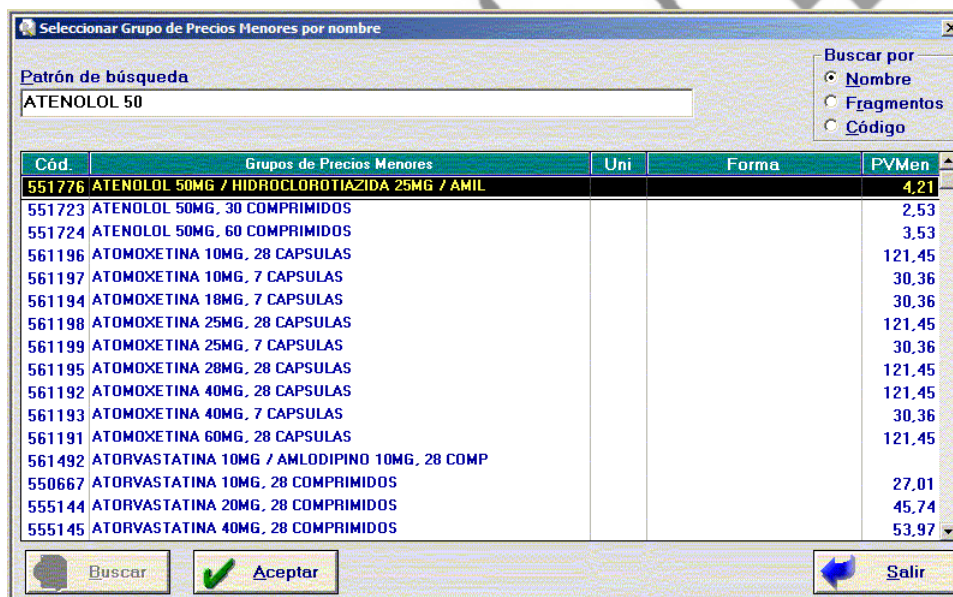 Seleccionar Grupo de Precios Menores por nombre
Patrón de búsqueda
ATENOLOL 50
Buscar por
Nombre
Fragmentos
Código
Cód. Grupos de Precios Menores Uni Forma PVMen
551776 ATENOLOL 50MG / HIDROCLOROTIAZIDA 25MG / AMIL 4,21
551723 ATENOLOL 50MG, 30 COMPRIMIDOS 2,53
551724 ATENOLOL 50MG, 60 COMPRIMIDOS 3,53
561196 ATOMOXETINA 10MG, 28 CAPSULAS 121,45
561197 ATOMOXETINA 10MG, 7 CAPSULAS 30,36
561194 ATOMOXETINA 18MG, 7 CAPSULAS 30,36
561198 ATOMOXETINA 25MG, 28 CAPSULAS 121,45
561199 ATOMOXETINA 25MG, 7 CAPSULAS 30,36
561195 ATOMOXETINA 28MG, 28 CAPSULAS 121,45
561192 ATOMOXETINA 40MG, 28 CAPSULAS 121,45
561193 ATOMOXETINA 40MG, 7 CAPSULAS 30,36
561191 ATOMOXETINA 60MG, 28 CAPSULAS 121,45
561492 ATORVASTATINA 10MG / AMLODIPINO 10MG, 28 COMP
550667 ATORVASTATINA 10MG, 28 COMPRIMIDOS 27,01
555144 ATORVASTATINA 20MG, 28 COMPRIMIDOS 45,74
555145 ATORVASTATINA 40MG, 28 COMPRIMIDOS 53,97
Buscar Aceptar Salir